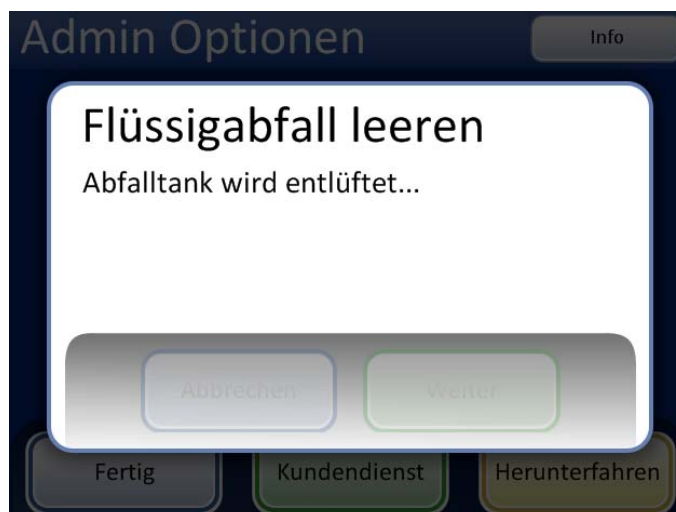 Admin Optionen
Info
Flüssigabfall leeren
Abfalltank wird entlüftet...
Abbrechen
Weiter
Fertig
Kundendienst
Herunterfahren